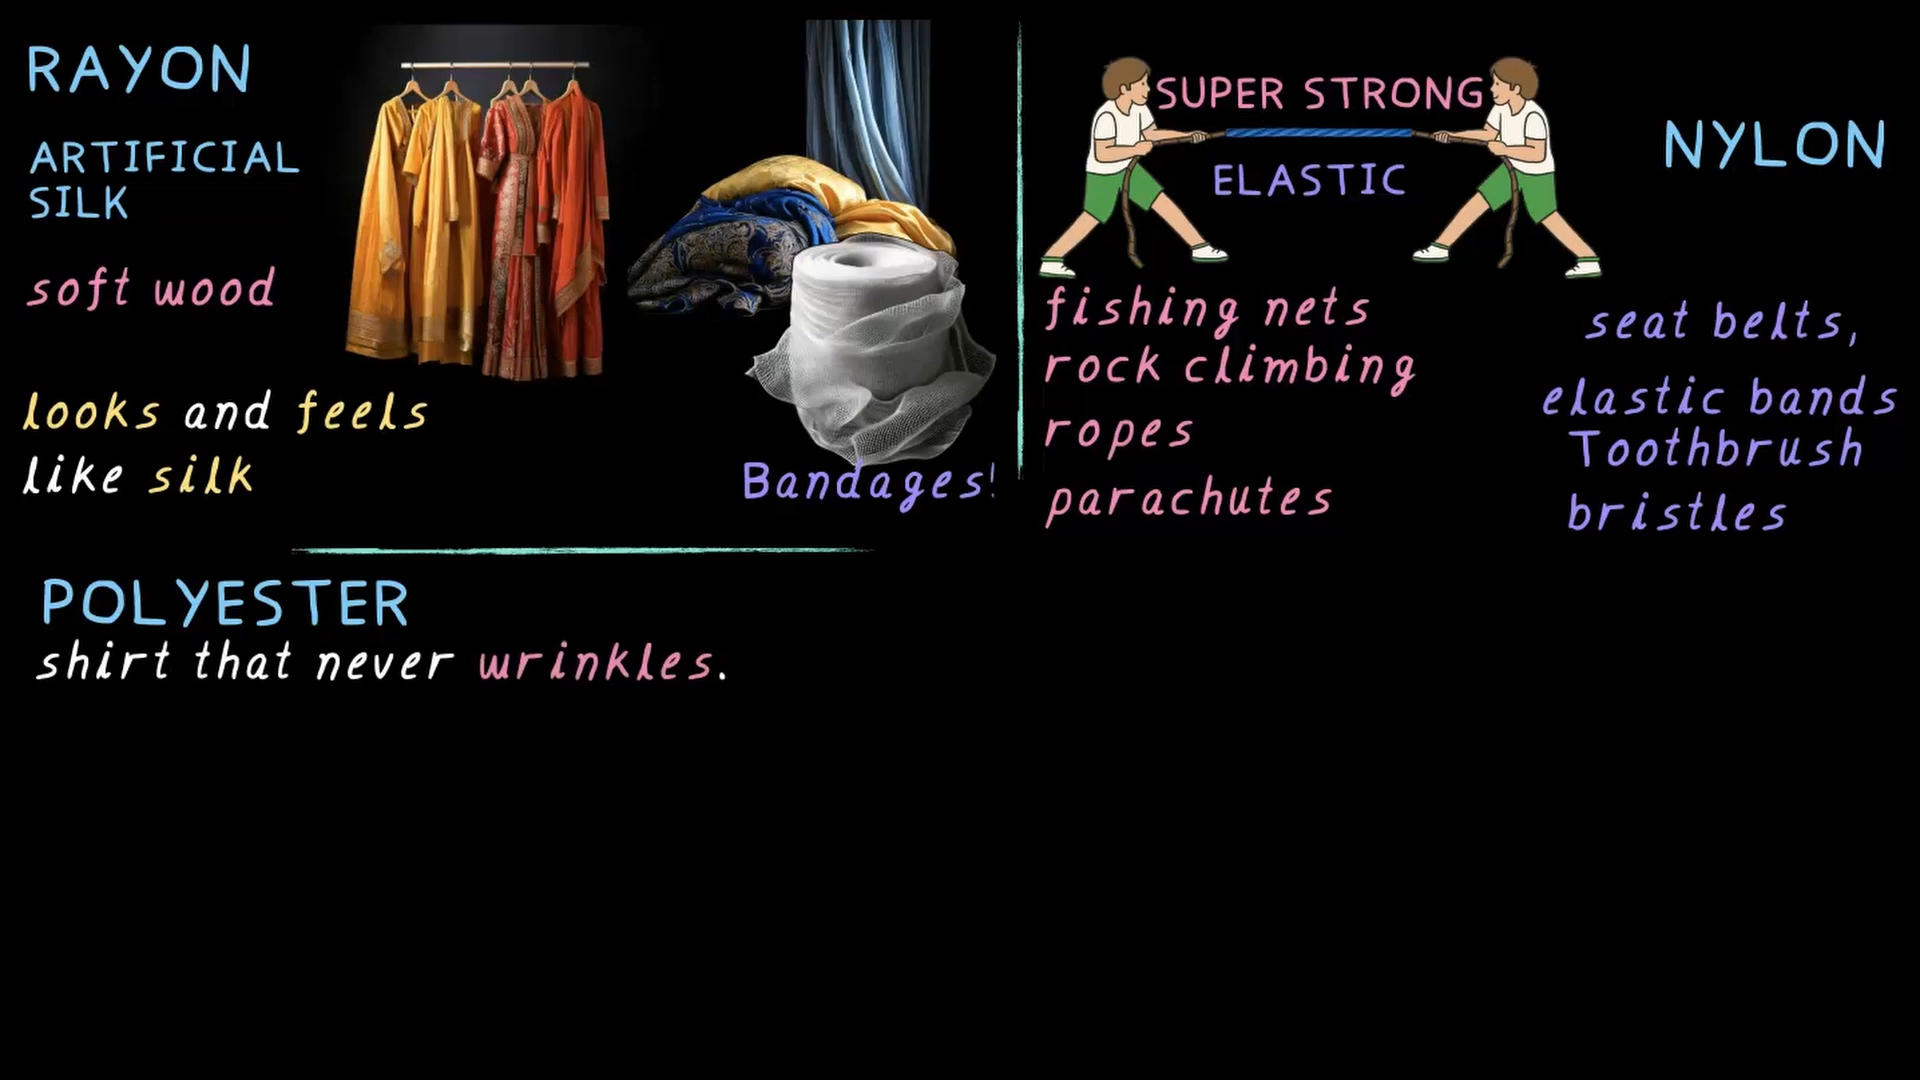 RAYON
ARTIFICIAL
SILK
soft wood
looks and feels
like silk
Bandages!
SUPER STRONG
ELASTIC
NYLON
fishing nets
rock climbing
ropes
parachutes
seat belts,
elastic bands
Toothbrush
bristles
POLYESTER
shirt that never wrinkles.